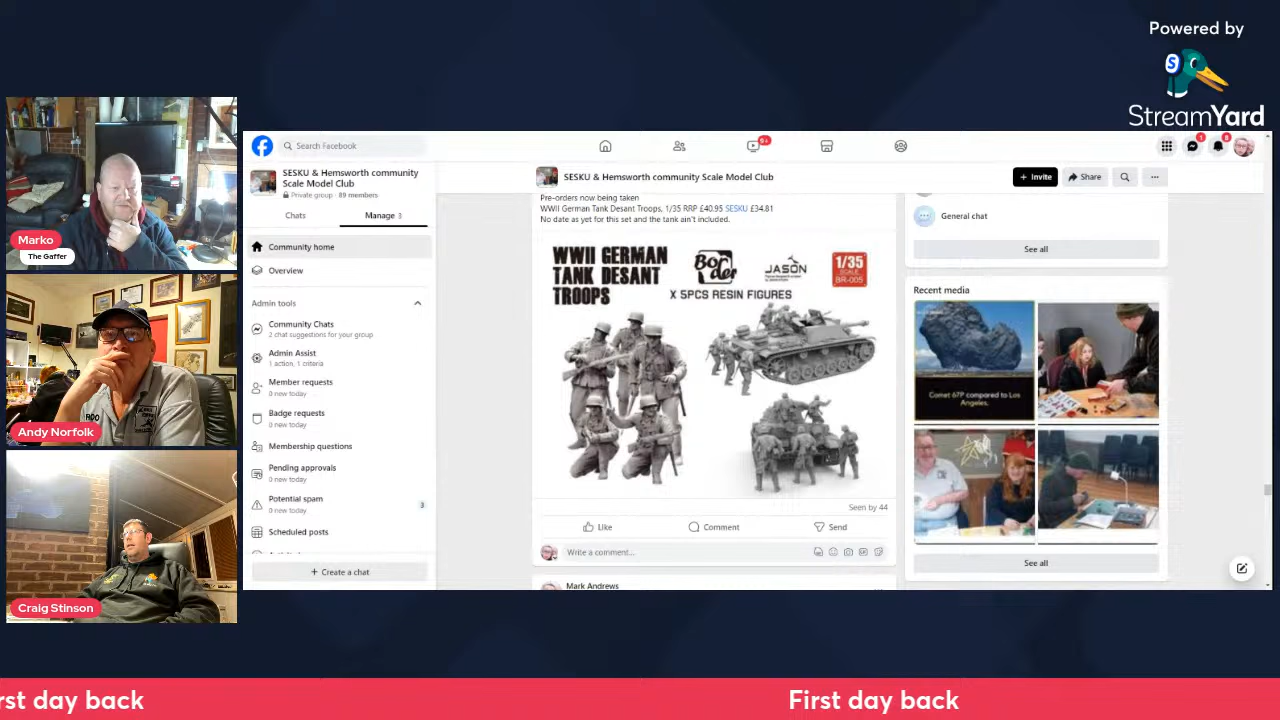 Powered by
StreamYard
Marko
The Gaffer
ROO
Andy Norfolk
Craig Stinson
Search Facebook
9+
1
8
SESKU & Hemsworth community
Scale Model Club
Private group · 89 members
Chats
Manage 3
Community home
Overview
Admin tools
Community Chats
2 chat suggestions for your group
Admin Assist
1 action, 1 criteria
Member requests
0 new today
Badge requests
0 new today
Membership questions
Pending approvals
0 new today
Potential spam
0 new today
3
Scheduled posts
+ Create a chat
SESKU & Hemsworth community Scale Model Club
+ Invite
Share
Pre-orders now being taken
WWII German Tank Desant Troops, 1/35 RRP £40.95 SESKU £34.81
No date as yet for this set and the tank ain't included.
WWII GERMAN
TANK DESANT
TROOPS
Border
JASON
1/35
SCALE
BR-005
X 5PCS RESIN FIGURES
Seen by 44
Like
Comment
Send
Write a comment...
Mark Andrews
General chat
See all
Recent media
Comet 67P compared to Los
Angeles.
See all
rst day back
First day back